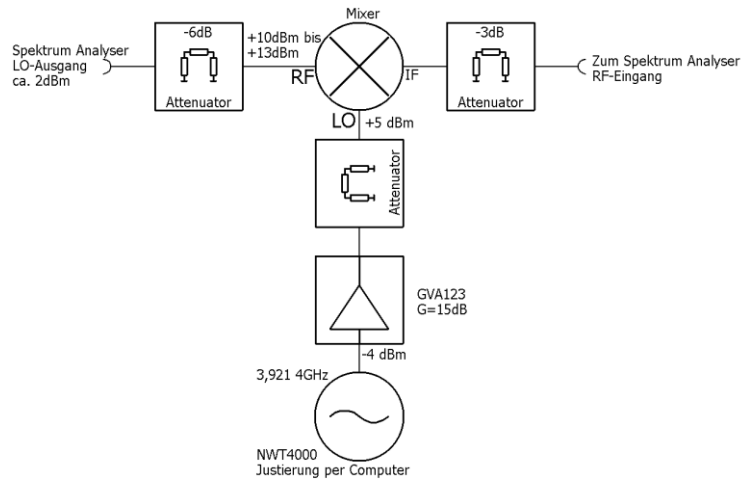 Mixer
-6dB
+10dBm bis
+13dBm
-3dB
Spektrum Analyser
LO-Ausgang
ca. 2dBm
Zum Spektrum Analyser
RF-Eingang
RF
IF
Attenuator
Attenuator
LO
+5 dBm
Attenuator
GVA123
G=15dB
-4 dBm
3,921 4GHz
NWT4000
Justierung per Computer